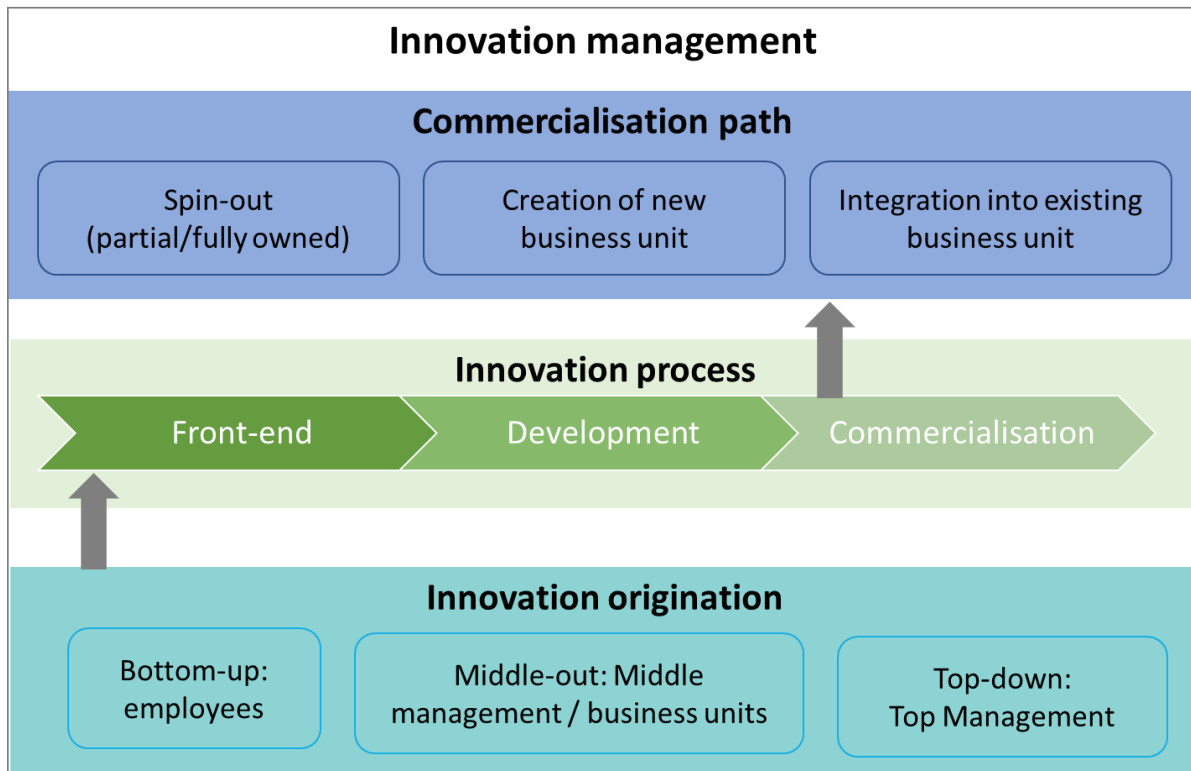 Innovation management
Commercialisation path
Spin-out
(partial/fully owned)
Creation of new
business unit
Integration into existing
business unit
Innovation process
Front-end
Development
Commercialisation
Innovation origination
Bottom-up:
employees
Middle-out: Middle
management / business units
Top-down:
Top Management